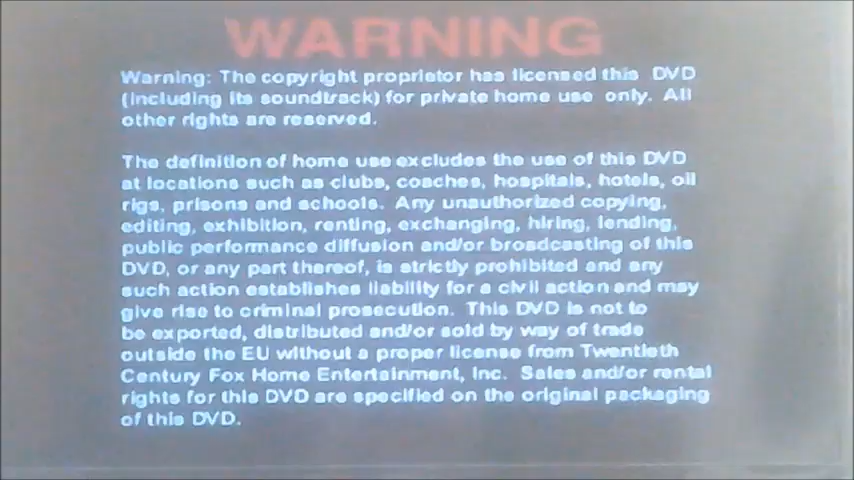 WARNING
Warning: The copyright proprietor has licensed this DVD
(including its soundtrack) for private home use only. All
other rights are reserved.
The definition of home use excludes the use of this DVD
at locations such as clubs, coaches, hospitals, hotels, oil
rigs, prisons and schools. Any unauthorized copying,
editing, exhibition, renting, exchanging, hiring, lending,
public performance diffusion and/or broadcasting of this
DVD, or any part thereof, is strictly prohibited and any
such action establishes liability for a civil action and may
give rise to criminal prosecution. This DVD is not to
be exported, distributed and/or sold by way of trade
outside the EU without a proper license from Twentieth
Century Fox Home Entertainment, Inc. Sales and/or rental
rights for this DVD are specified on the original packaging
of this DVD.